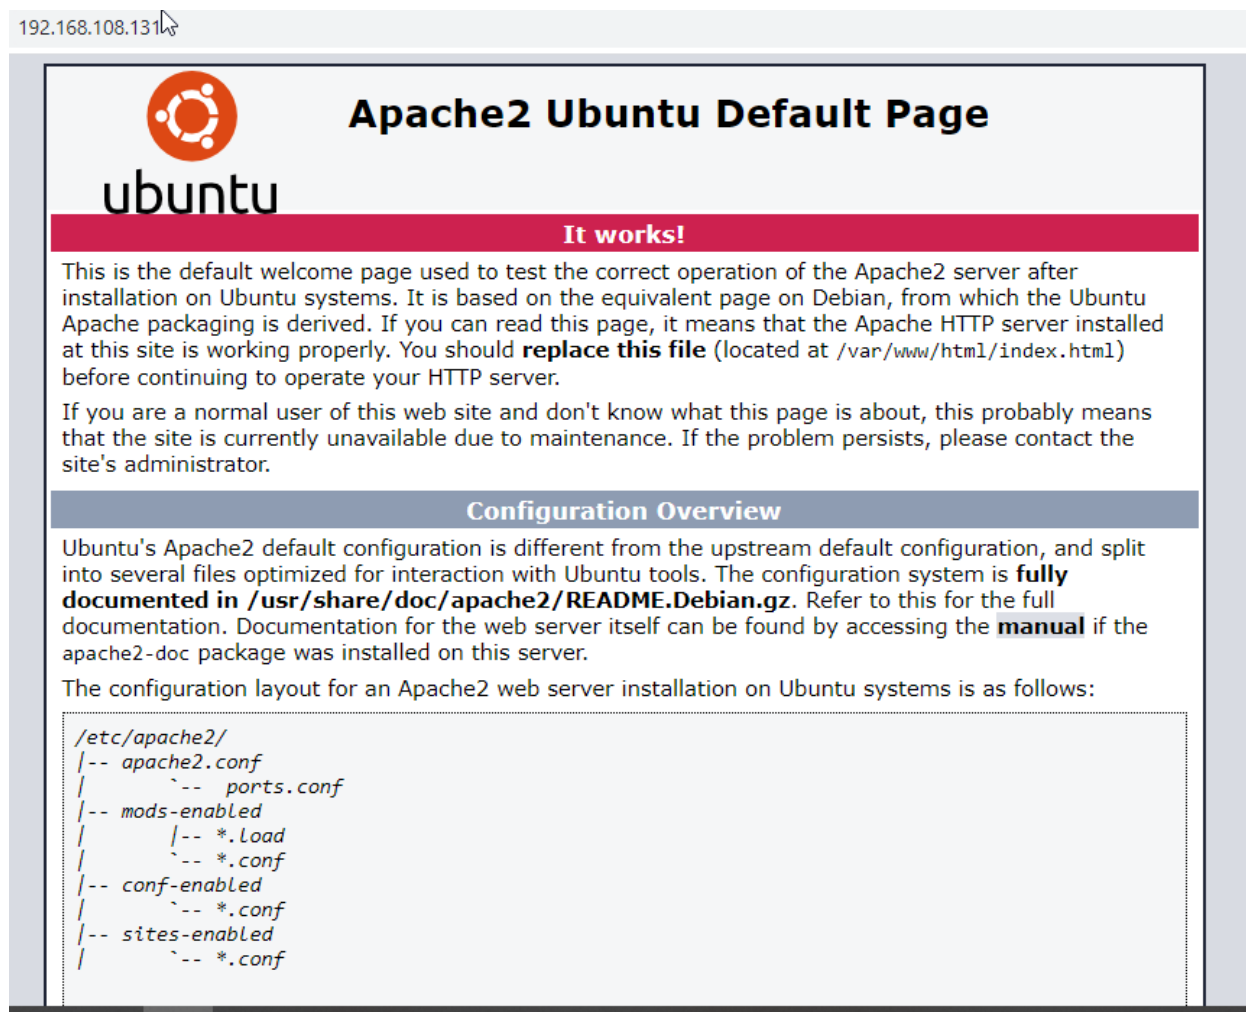 192.168.108.131
Apache2 Ubuntu Default Page
ubuntu
It works!
This is the default welcome page used to test the correct operation of the Apache2 server after
installation on Ubuntu systems. It is based on the equivalent page on Debian, from which the Ubuntu
Apache packaging is derived. If you can read this page, it means that the Apache HTTP server installed
at this site is working properly. You should replace this file (located at /var/www/html/index.html)
before continuing to operate your HTTP server.
If you are a normal user of this web site and don't know what this page is about, this probably means
that the site is currently unavailable due to maintenance. If the problem persists, please contact the
site's administrator.
Configuration Overview
Ubuntu's Apache2 default configuration is different from the upstream default configuration, and split
into several files optimized for interaction with Ubuntu tools. The configuration system is fully
documented in /usr/share/doc/apache2/README.Debian.gz. Refer to this for the full
documentation. Documentation for the web server itself can be found by accessing the manual if the
apache2-doc package was installed on this server.
The configuration layout for an Apache2 web server installation on Ubuntu systems is as follows:
/etc/apache2/
|-- apache2.conf
|       `--  ports.conf
|-- mods-enabled
|       |-- *.load
|       `-- *.conf
|-- conf-enabled
|       `-- *.conf
|-- sites-enabled
|       `-- *.conf